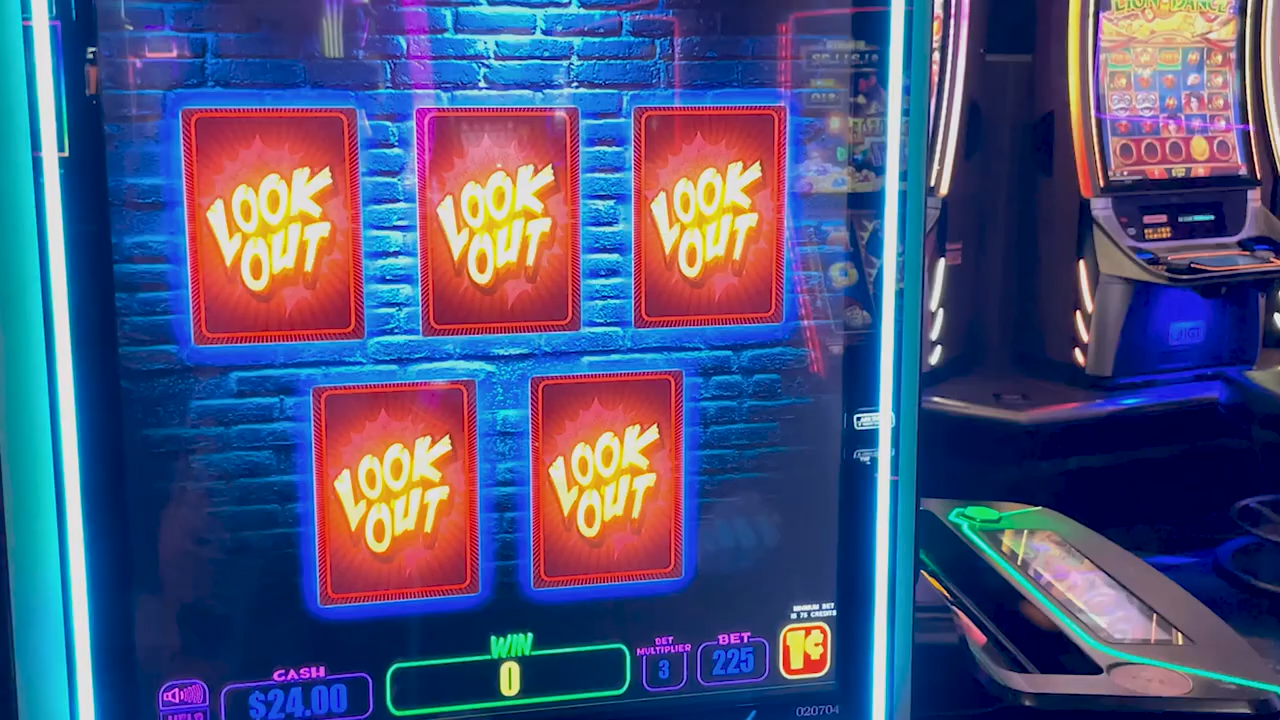 LION DANCE
LOOK
OUT
LOOK
OUT
LOOK
OUT
LOOK
OUT
LOOK
OUT
IGT
MINIMUM BET
IS 75 CREDITS
CASH
$24.00
WIN
0
BET
MULTIPLIER
3
BET
225
1¢
HELP
020704